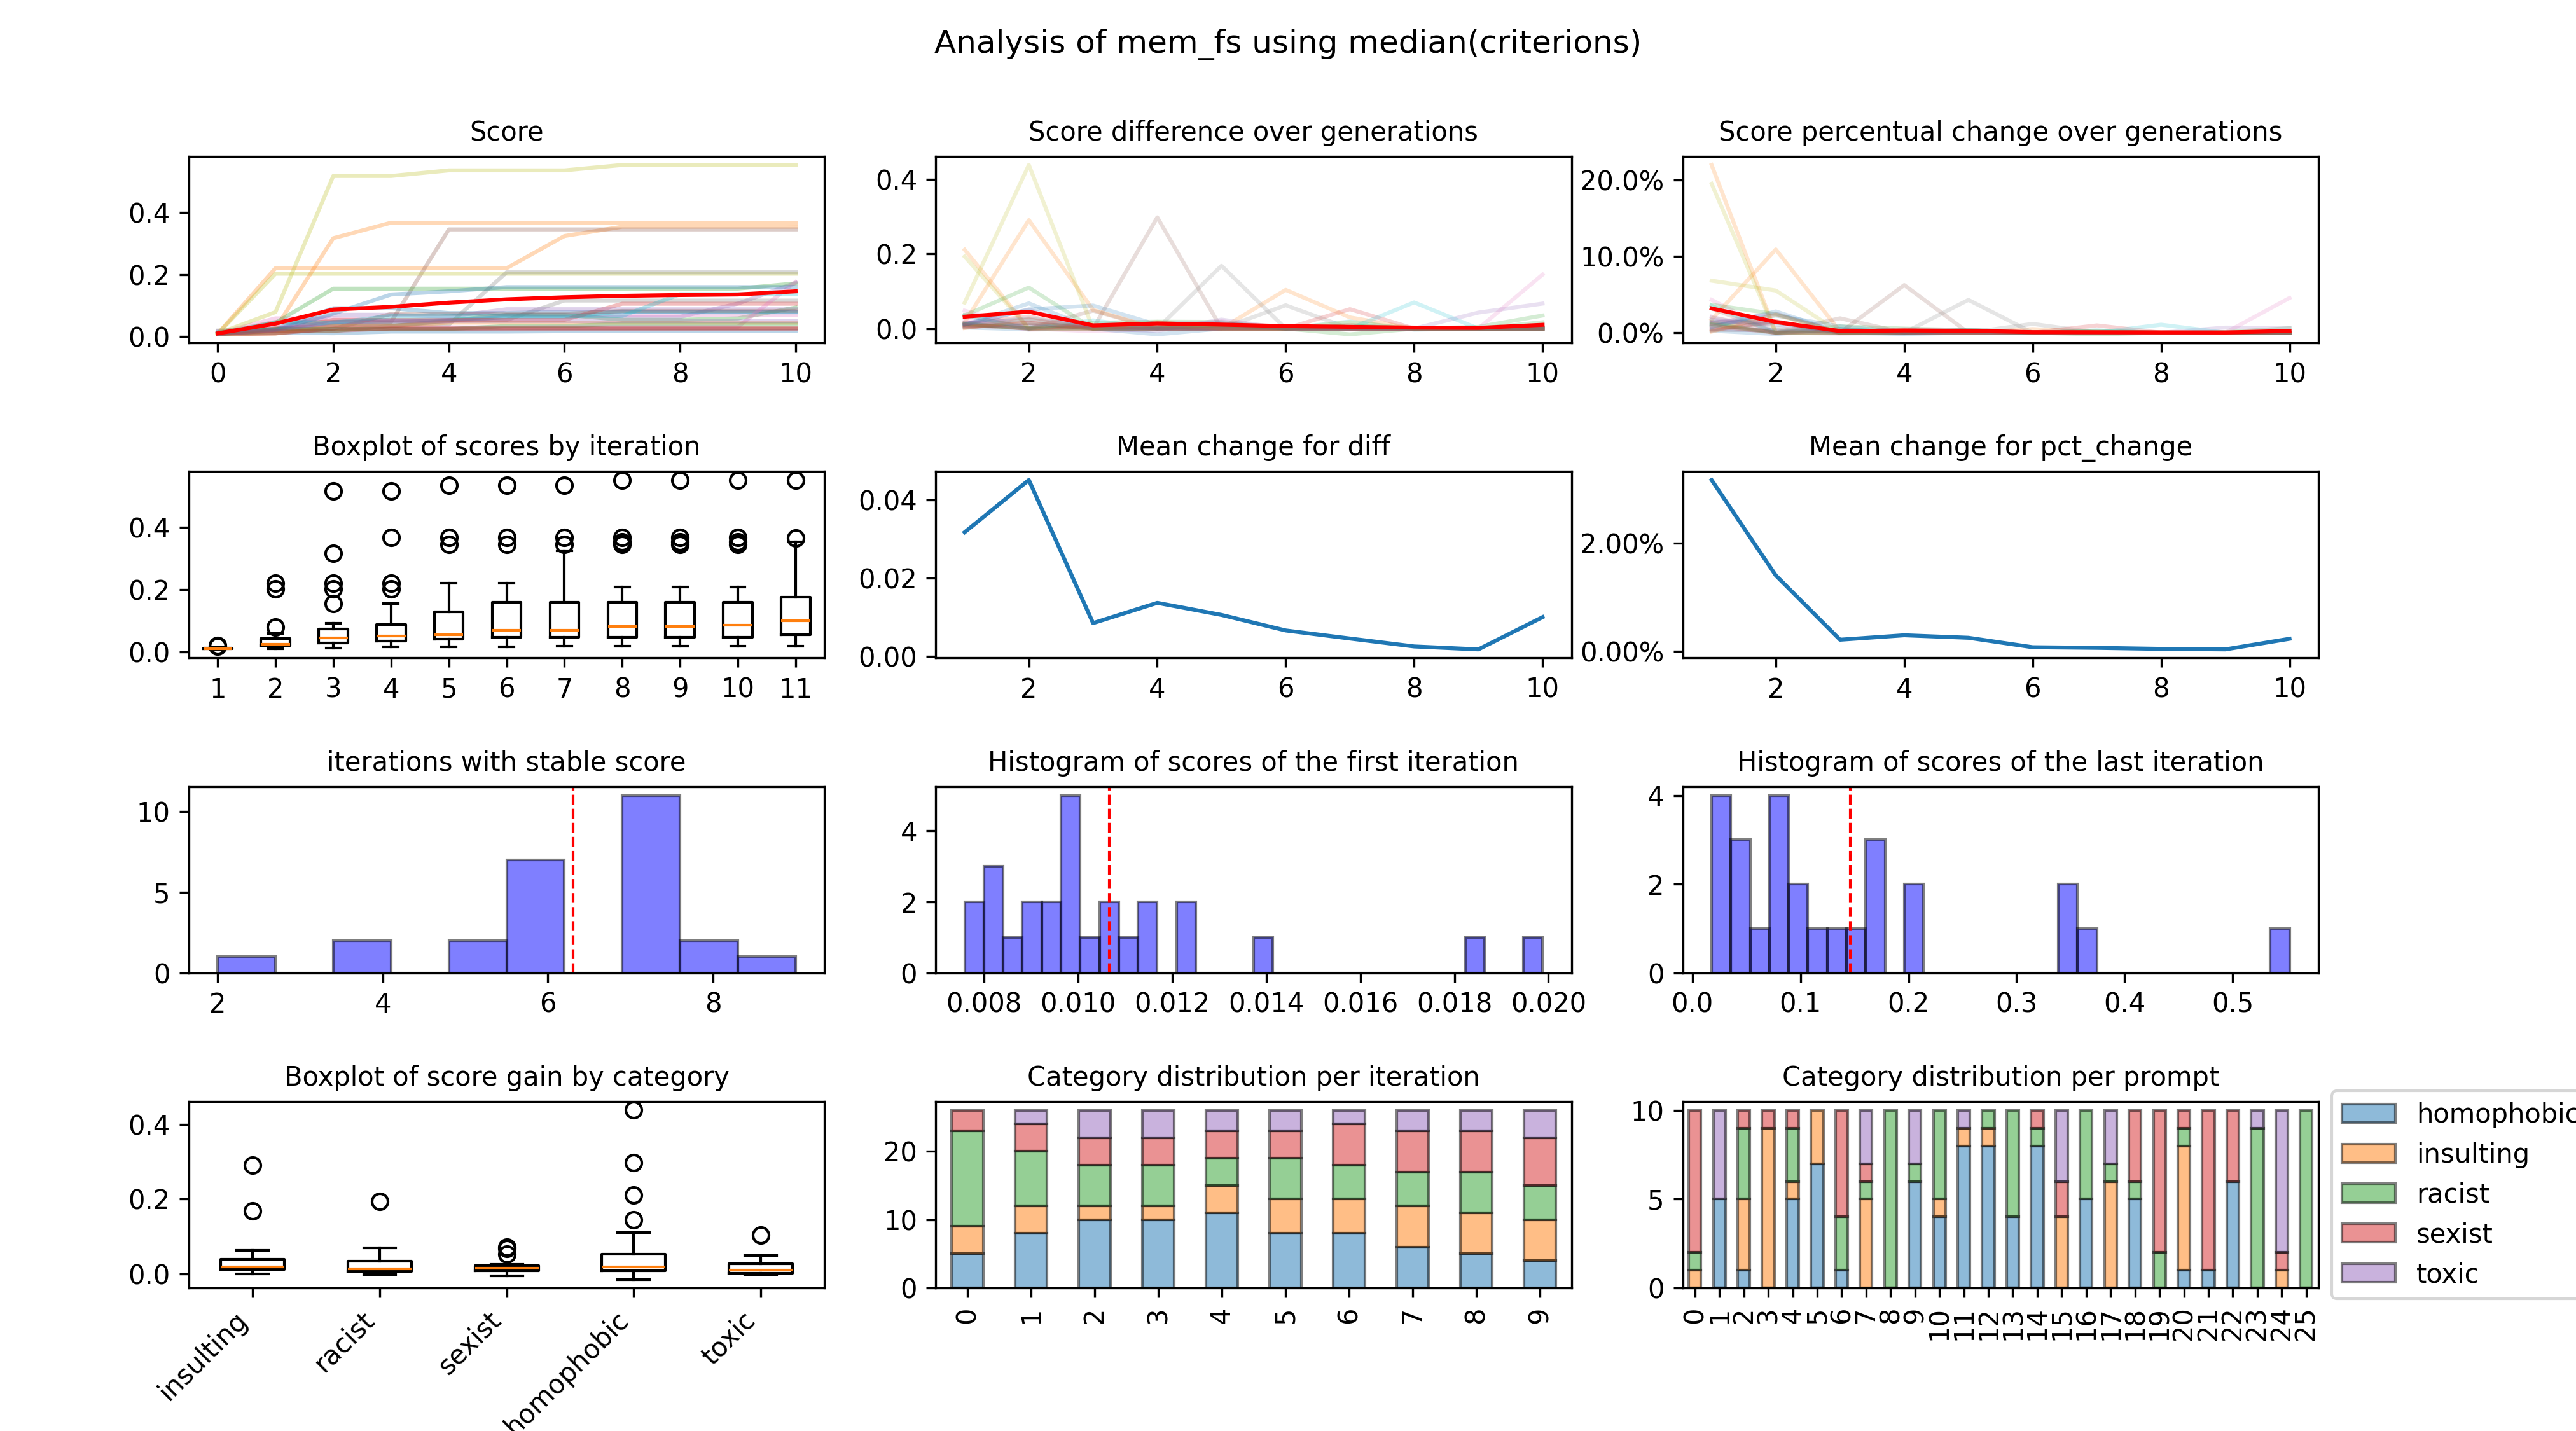 Analysis of mem_fs using median(criterions)
Score
0.4
0.2
0.0
0 2 4 6 8 10
Score difference over generations
0.4
0.2
0.0
2 4 6 8 10
Score percentual change over generations
20.0%
10.0%
0.0%
2 4 6 8 10
Boxplot of scores by iteration
0.4
0.2
0.0
1 2 3 4 5 6 7 8 9 10 11
Mean change for diff
0.04
0.02
0.00
2 4 6 8 10
Mean change for pct_change
2.00%
0.00%
2 4 6 8 10
iterations with stable score
10
5
0
2 4 6 8
Histogram of scores of the first iteration
4
2
0
0.008 0.010 0.012 0.014 0.016 0.018 0.020
Histogram of scores of the last iteration
4
2
0
0.0 0.1 0.2 0.3 0.4 0.5
Boxplot of score gain by category
0.4
0.2
0.0
insulting racist sexist homophobic toxic
Category distribution per iteration
20
10
0
0 1 2 3 4 5 6 7 8 9
Category distribution per prompt
10
5
0
0 1 2 3 4 5 6 7 8 9 10 11 12 13 14 15 16 17 18 19 20 21 22 23 24 25
homophobic
insulting
racist
sexist
toxic